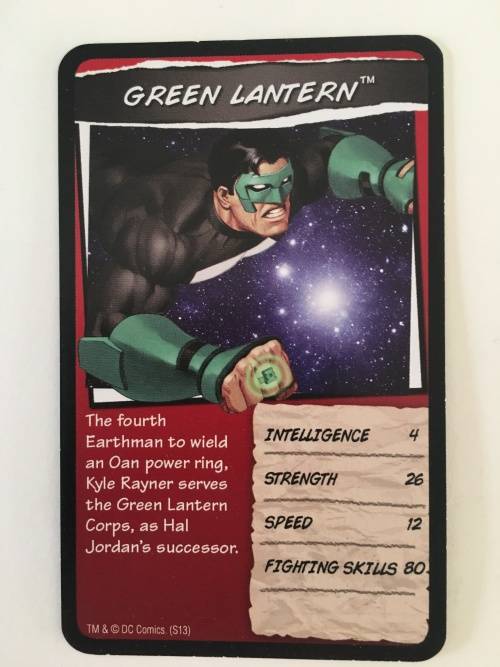 GREEN LANTERN™
The fourth
Earthman to wield
an Oan power ring,
Kyle Rayner serves
the Green Lantern
Corps, as Hal
Jordan's successor.
INTELLIGENCE 4
STRENGTH 26
SPEED 12
FIGHTING SKILLS 80
TM & © DC Comics. (S13)